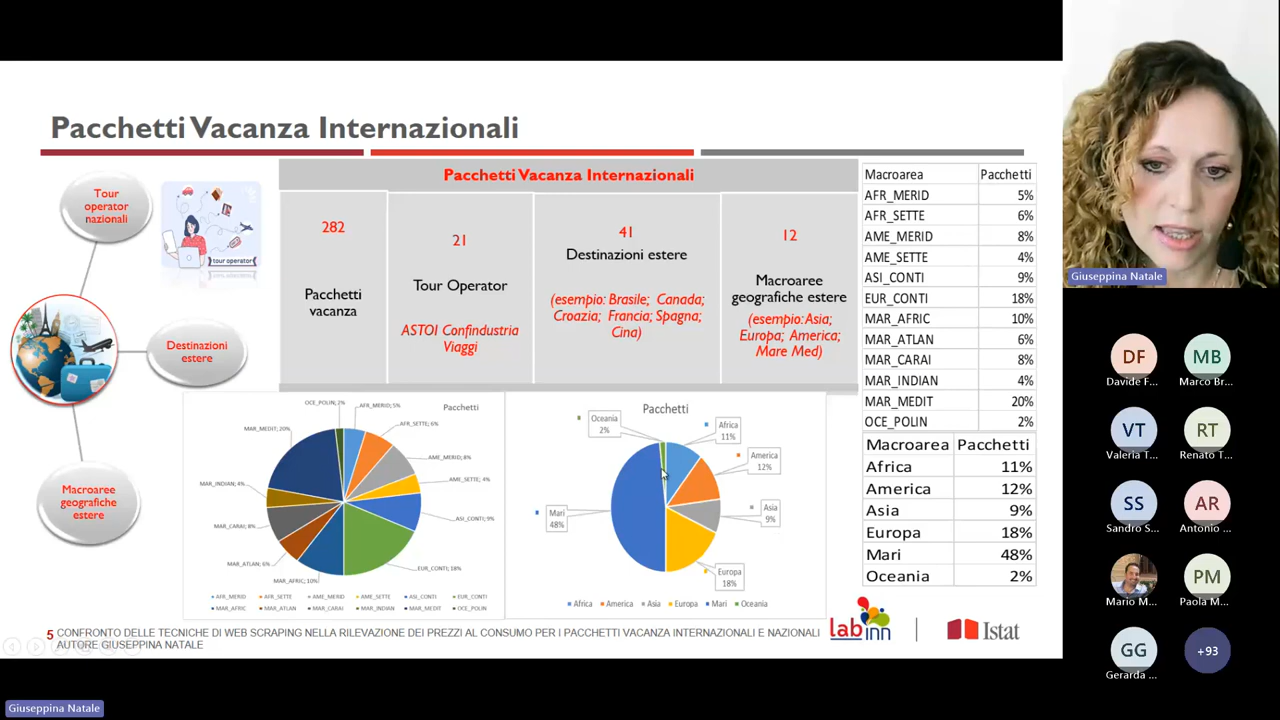 Pacchetti Vacanza Internazionali
Tour
operator
nazionali
tour operator
Destinazioni
estere
Macroaree
geografiche
estere
Pacchetti Vacanza Internazionali
282
Pacchetti
vacanza
21
Tour Operator
ASTOI Confindustria
Viaggi
41
Destinazioni estere
(esempio: Brasile; Canada;
Croazia; Francia; Spagna;
Cina)
12
Macroaree
geografiche estere
(esempio: Asia;
Europa; America;
Mare Med)
Macroarea Pacchetti
AFR_MERID 5%
AFR_SETTE 6%
AME_MERID 8%
AME_SETTE 4%
ASI_CONTI 9%
EUR_CONTI 18%
MAR_AFRIC 10%
MAR_ATLAN 6%
MAR_CARAI 8%
MAR_INDIAN 4%
MAR_MEDIT 20%
OCE_POLIN 2%
Macroarea Pacchetti
Africa 11%
America 12%
Asia 9%
Europa 18%
Mari 48%
Oceania 2%
Pacchetti
OCE_POLIN; 2%
AFR_MERID; 5%
AFR_SETTE; 6%
AME_MERID; 8%
AME_SETTE; 4%
ASI_CONTI; 9%
EUR_CONTI; 18%
MAR_AFRIC; 10%
MAR_ATLAN; 6%
MAR_CARAI; 8%
MAR_INDIAN; 4%
MAR_MEDIT; 20%
AFR_MERID AFR_SETTE AME_MERID AME_SETTE ASI_CONTI EUR_CONTI
MAR_AFRIC MAR_ATLAN MAR_CARAI MAR_INDIAN MAR_MEDIT OCE_POLIN
Pacchetti
Oceania
2%
Africa
11%
America
12%
Asia
9%
Europa
18%
Mari
48%
Africa America Asia Europa Mari Oceania
5 CONFRONTO DELLE TECNICHE DI WEB SCRAPING NELLA RILEVAZIONE DEI PREZZI AL CONSUMO PER I PACCHETTI VACANZA INTERNAZIONALI E NAZIONALI
AUTORE GIUSEPPINA NATALE
lab inn
Istat
Giuseppina Natale
DF
Davide F...
MB
Marco Br...
VT
Valeria T...
RT
Renato T...
SS
Sandro S...
AR
Antonio ...
Mario M...
PM
Paola M...
GG
Gerarda ...
+93
Giuseppina Natale